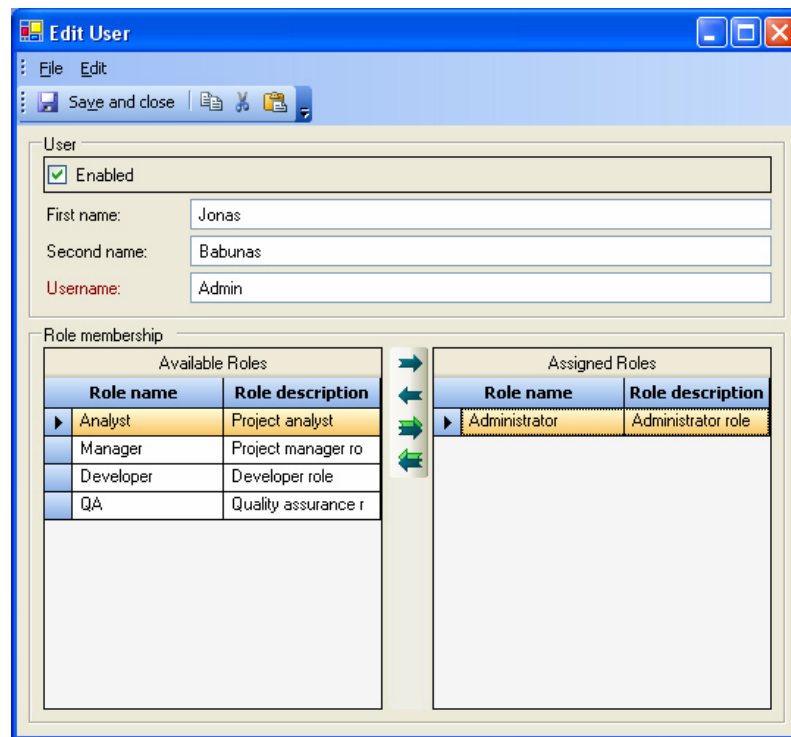 Edit User
File Edit
Save and close
User
Enabled
First name: Jonas
Second name: Babunas
Username: Admin
Role membership
Available Roles
Role name Role description
Analyst Project analyst
Manager Project manager ro
Developer Developer role
QA Quality assurance r
Assigned Roles
Role name Role description
Administrator Administrator role